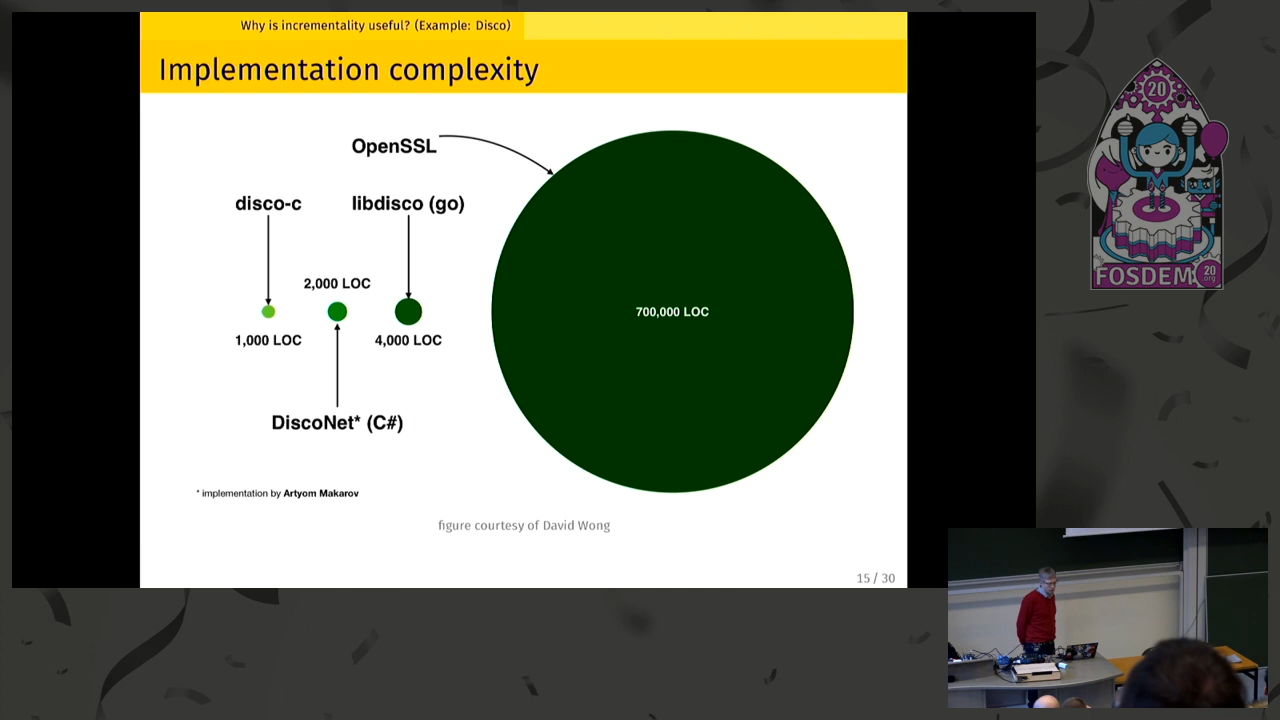 Why is incrementality useful? (Example: Disco)
Implementation complexity
OpenSSL
disco-c
libdisco (go)
2,000 LOC
700,000 LOC
1,000 LOC
4,000 LOC
DiscoNet* (C#)
* implementation by Artyom Makarov
figure courtesy of David Wong
15 / 30
20
FOSDEM
20
.org